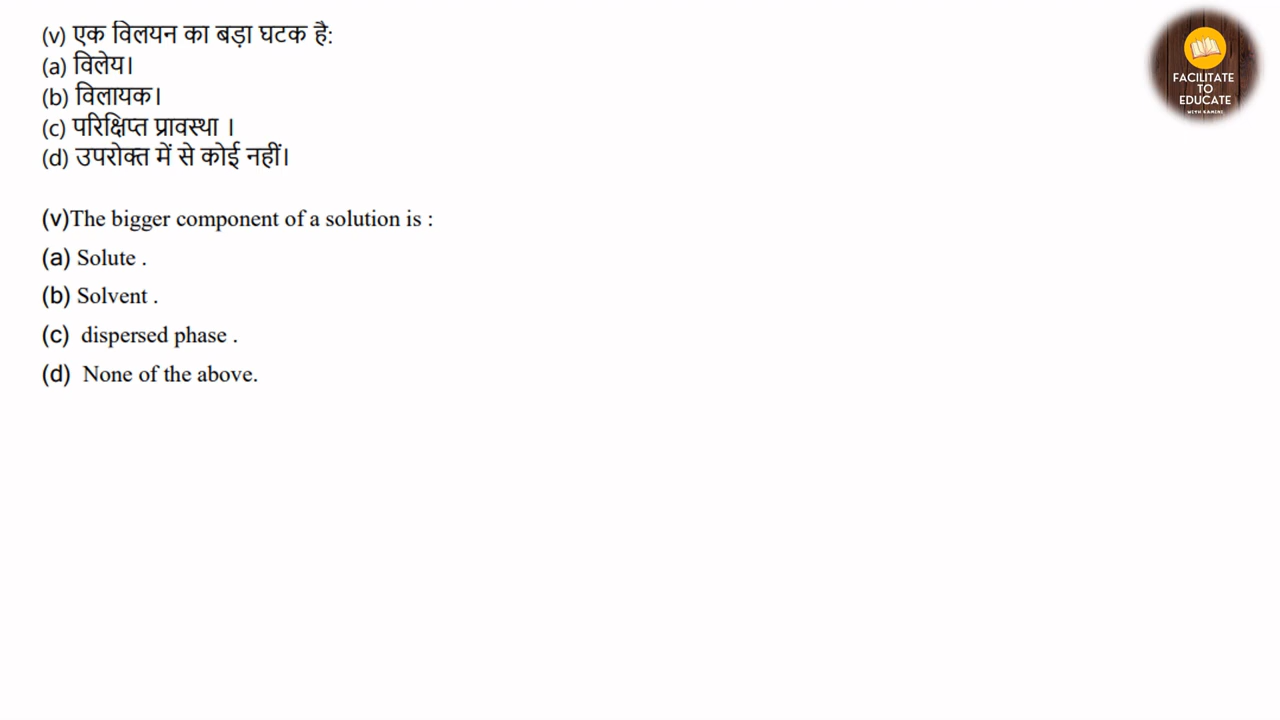 (v) एक विलयन का बड़ा घटक है:
(a) विलेय।
(b) विलायक।
(c) परिक्षिप्त प्रावस्था ।
(d) उपरोक्त में से कोई नहीं।
(v)The bigger component of a solution is :
(a) Solute .
(b) Solvent .
(c) dispersed phase .
(d) None of the above.
FACILITATE
TO
EDUCATE